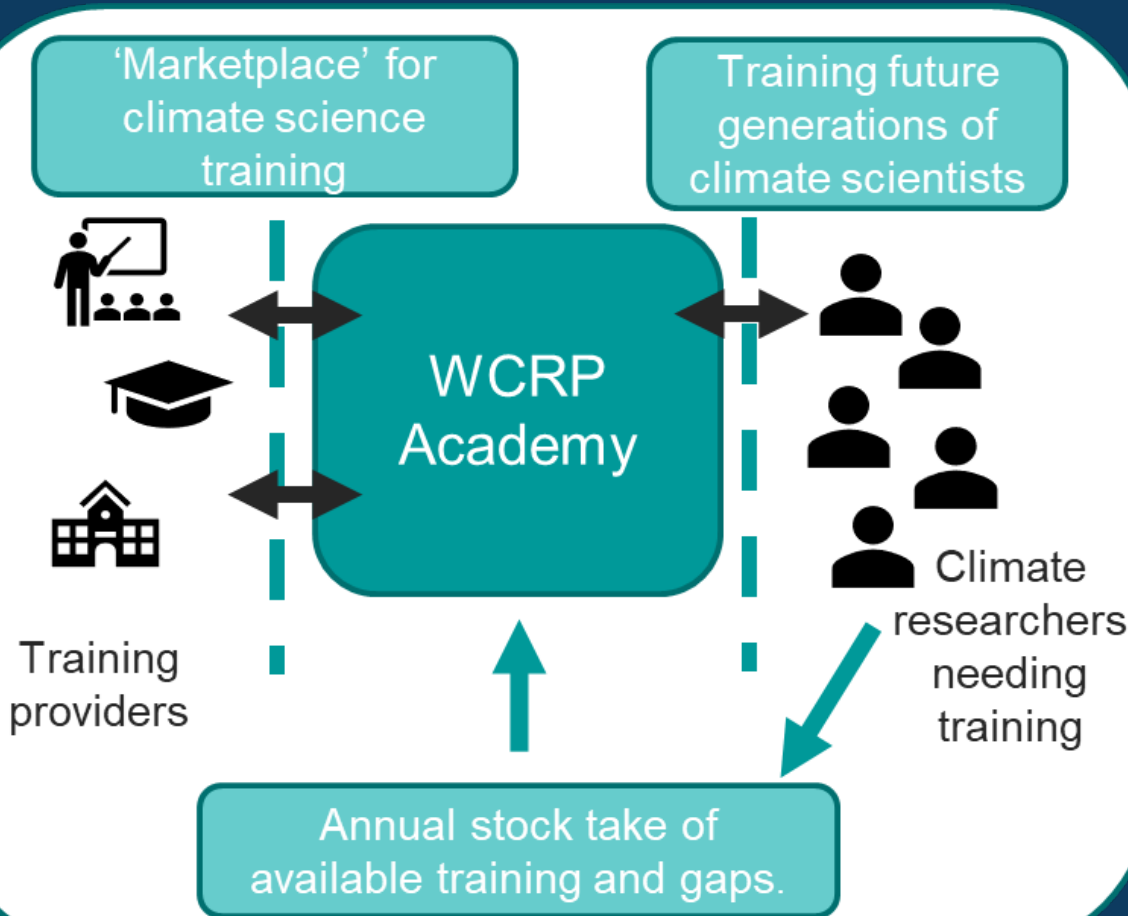 ‘Marketplace’ for
climate science
training
Training future
generations of
climate scientists
WCRP
Academy
Training
providers
Climate
researchers
needing
training
Annual stock take of
available training and gaps.